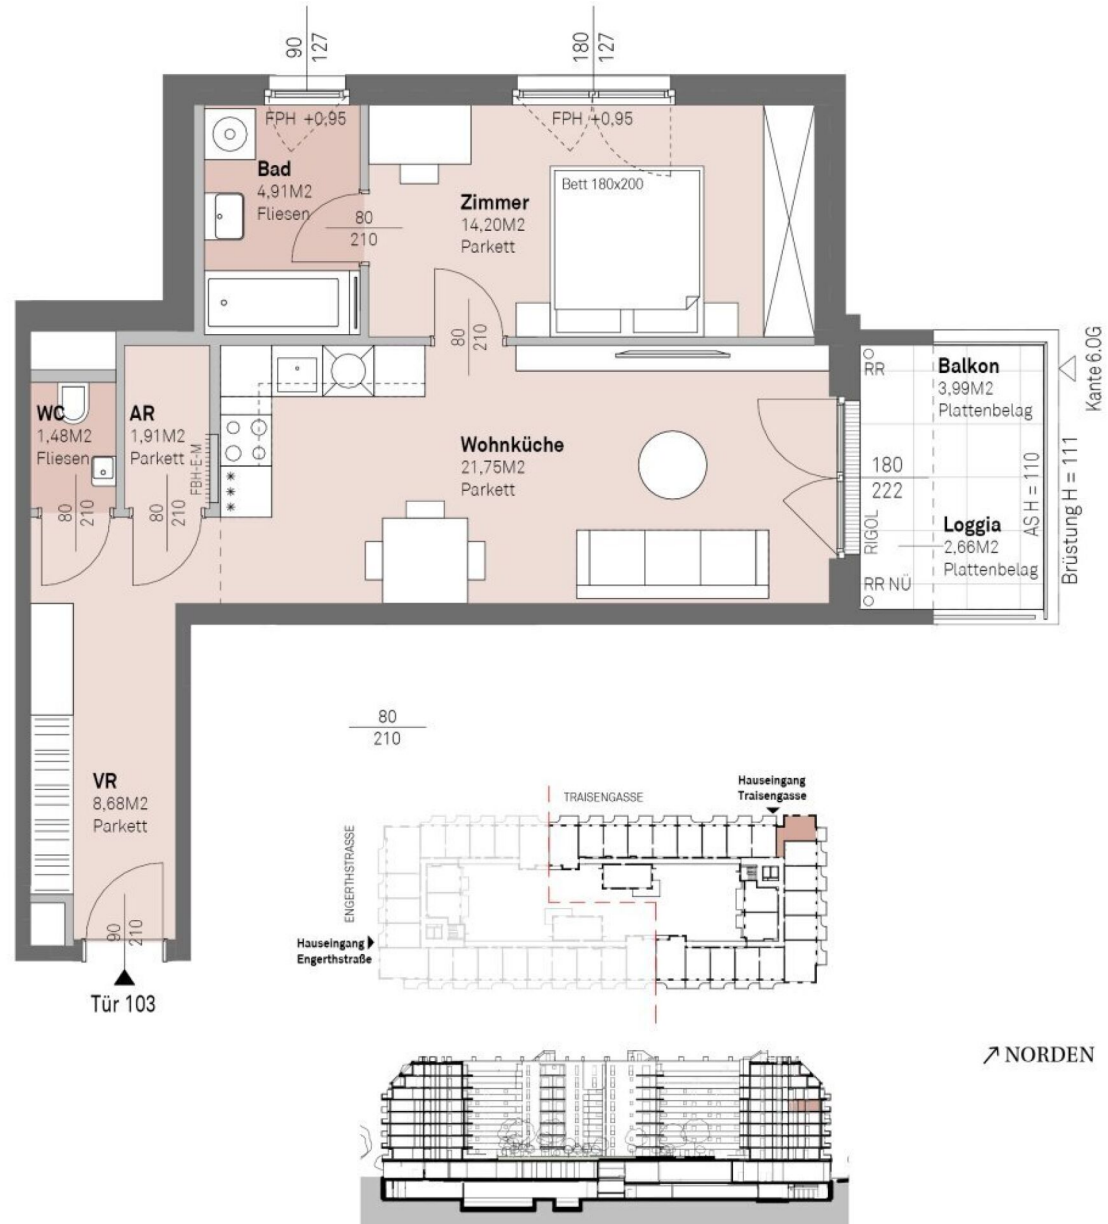 90
127
180
127
FPH +0,95
FPH +0,95
Bad
4,91M2
Fliesen
80
210
Zimmer
14,20M2
Parkett
Bett 180x200
80
210
WC
1,48M2
Fliesen
80
210
AR
1,91M2
Parkett
FBH-E-M
80
210
Wohnküche
21,75M2
Parkett
RR
Balkon
3,99M2
Plattenbelag
Kante 6.OG
180
222
RIGOL
AS H = 110
Brüstung H = 111
Loggia
2,66M2
Plattenbelag
RR NÜ
VR
8,68M2
Parkett
90
210
Tür 103
80
210
TRAISENGASSE
Hauseingang
Traisengasse
ENGERTHSTRASSE
Hauseingang
Engerthstraße
NORDEN